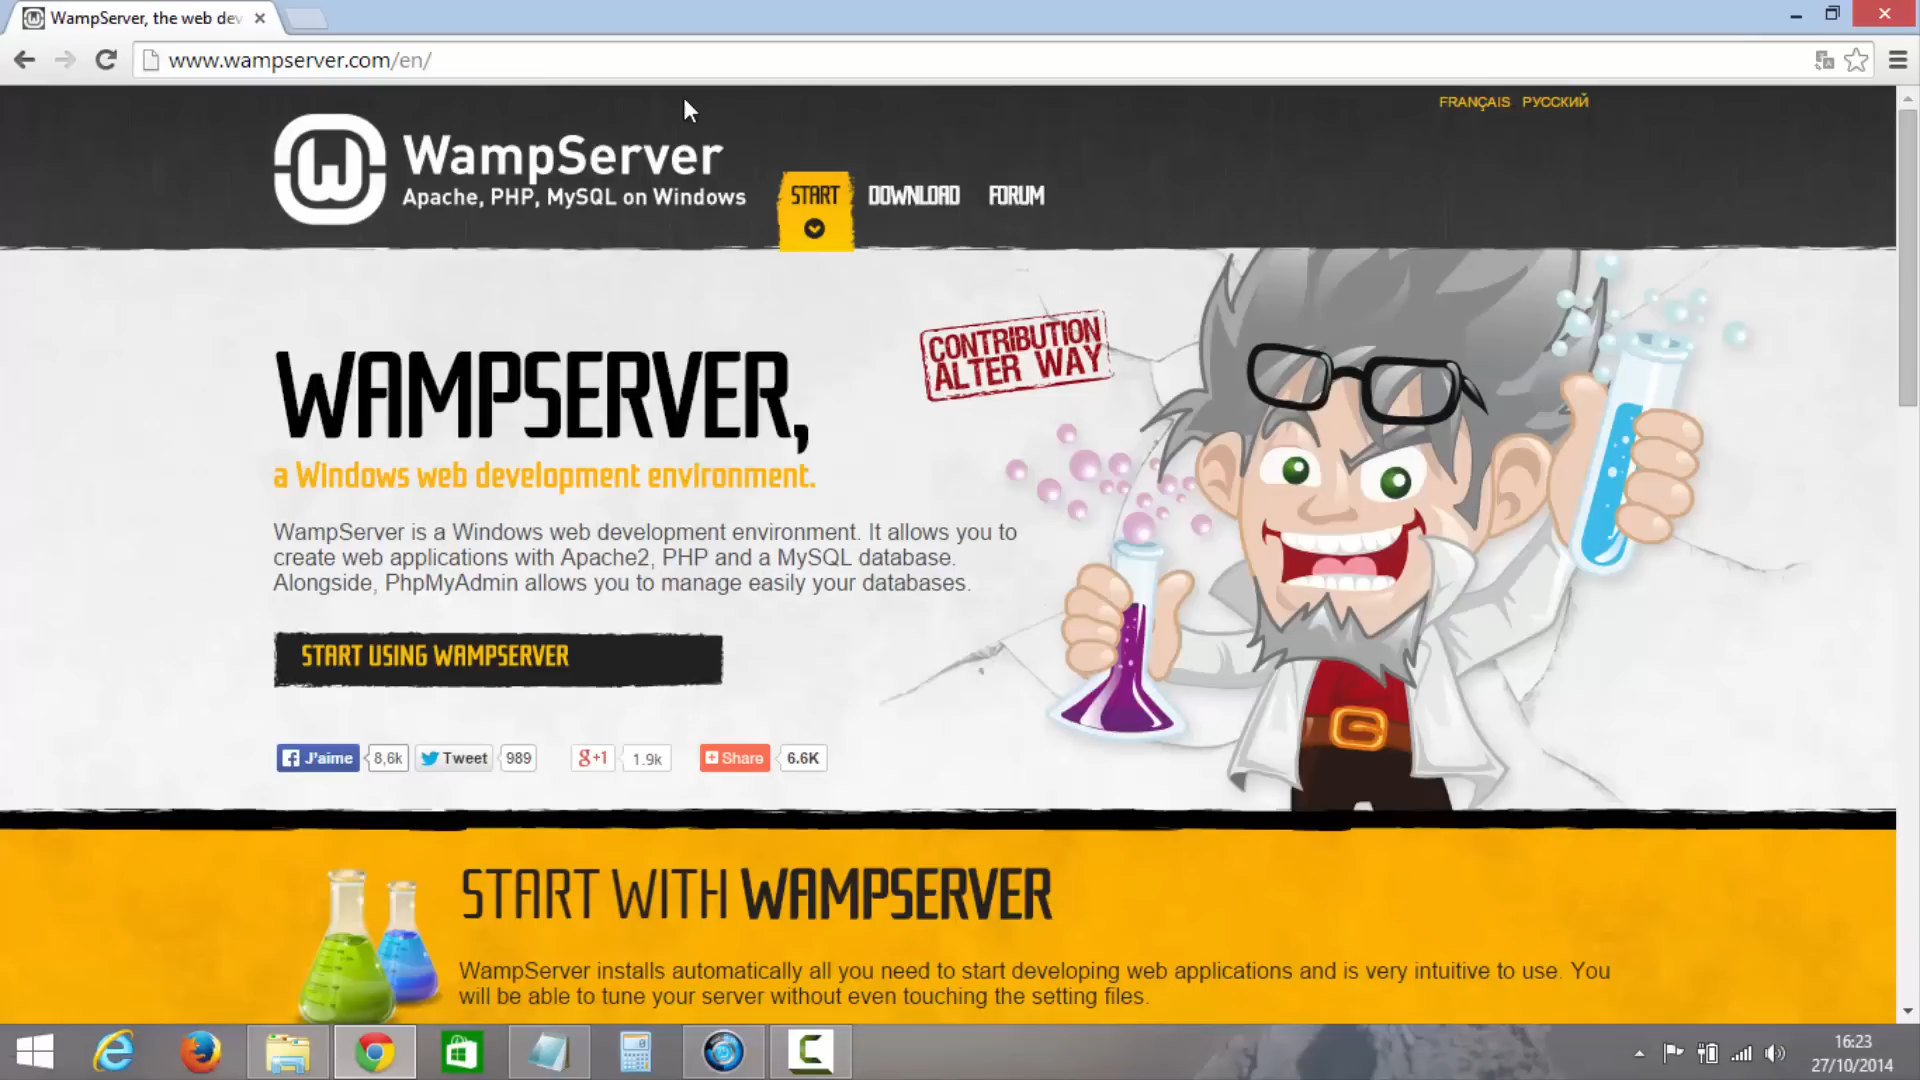 WampServer, the web dev
www.wampserver.com/en/
FRANÇAIS РУССКИЙ
WampServer
Apache, PHP, MySQL on Windows
START
DOWNLOAD
FORUM
CONTRIBUTION
ALTER WAY
WAMPSERVER,
a Windows web development environment.
WampServer is a Windows web development environment. It allows you to
create web applications with Apache2, PHP and a MySQL database.
Alongside, PhpMyAdmin allows you to manage easily your databases.
START USING WAMPSERVER
J'aime 8,6k Tweet 989 g+1 1.9k Share 6.6K
START WITH WAMPSERVER
WampServer installs automatically all you need to start developing web applications and is very intuitive to use. You
will be able to tune your server without even touching the setting files.
16:23
27/10/2014